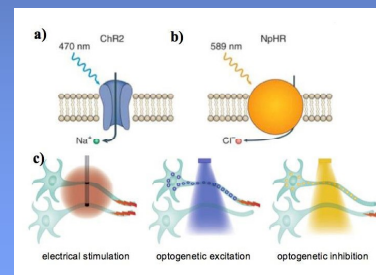 a)
ChR2
470 nm
Na⁺
b)
NpHR
589 nm
Cl⁻
c)
electrical stimulation
optogenetic excitation
optogenetic inhibition